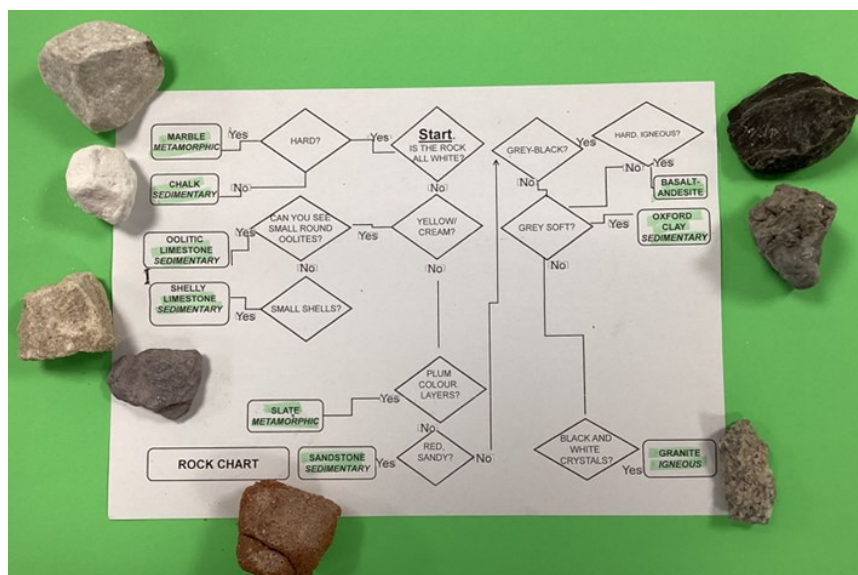 Start.
IS THE ROCK
ALL WHITE?
Yes
No
HARD?
Yes
No
MARBLE
METAMORPHIC
CHALK
SEDIMENTARY
YELLOW/
CREAM?
Yes
No
CAN YOU SEE
SMALL ROUND
OOLITES?
Yes
No
OOLITIC
LIMESTONE
SEDIMENTARY
SMALL SHELLS?
Yes
SHELLY
LIMESTONE
SEDIMENTARY
PLUM
COLOUR.
LAYERS?
Yes
No
SLATE
METAMORPHIC
RED,
SANDY?
Yes
No
SANDSTONE
SEDIMENTARY
ROCK CHART
GREY-BLACK?
Yes
No
HARD. IGNEOUS?
No
Yes
BASALT-
ANDESITE
GREY SOFT?
Yes
No
OXFORD
CLAY
SEDIMENTARY
BLACK AND
WHITE
CRYSTALS?
Yes
GRANITE
IGNEOUS